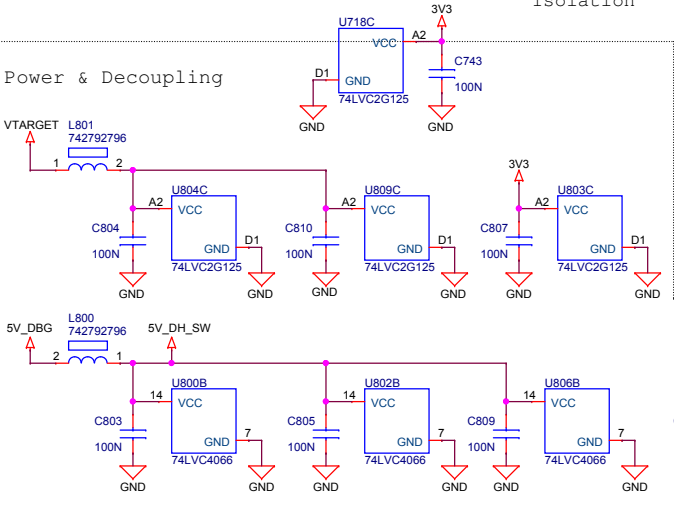 Isolation
3V3
U718C
VCC A2
C743
D1 GND
100N
74LVC2G125
GND GND
Power & Decoupling
VTARGET L801
742792796
1 2
3V3
U804C U809C U803C
A2 VCC A2 VCC A2 VCC
C804 C810 C807
GND D1 GND D1 GND D1
100N 100N 100N
74LVC2G125 74LVC2G125 74LVC2G125
GND GND GND GND GND GND
L800
5V_DBG 742792796 5V_DH_SW
2 1
U800B U802B U806B
14 VCC 14 VCC 14 VCC
C803 C805 C809
GND 7 GND 7 GND 7
100N 100N 100N
74LVC4066 74LVC4066 74LVC4066
GND GND GND GND GND GND